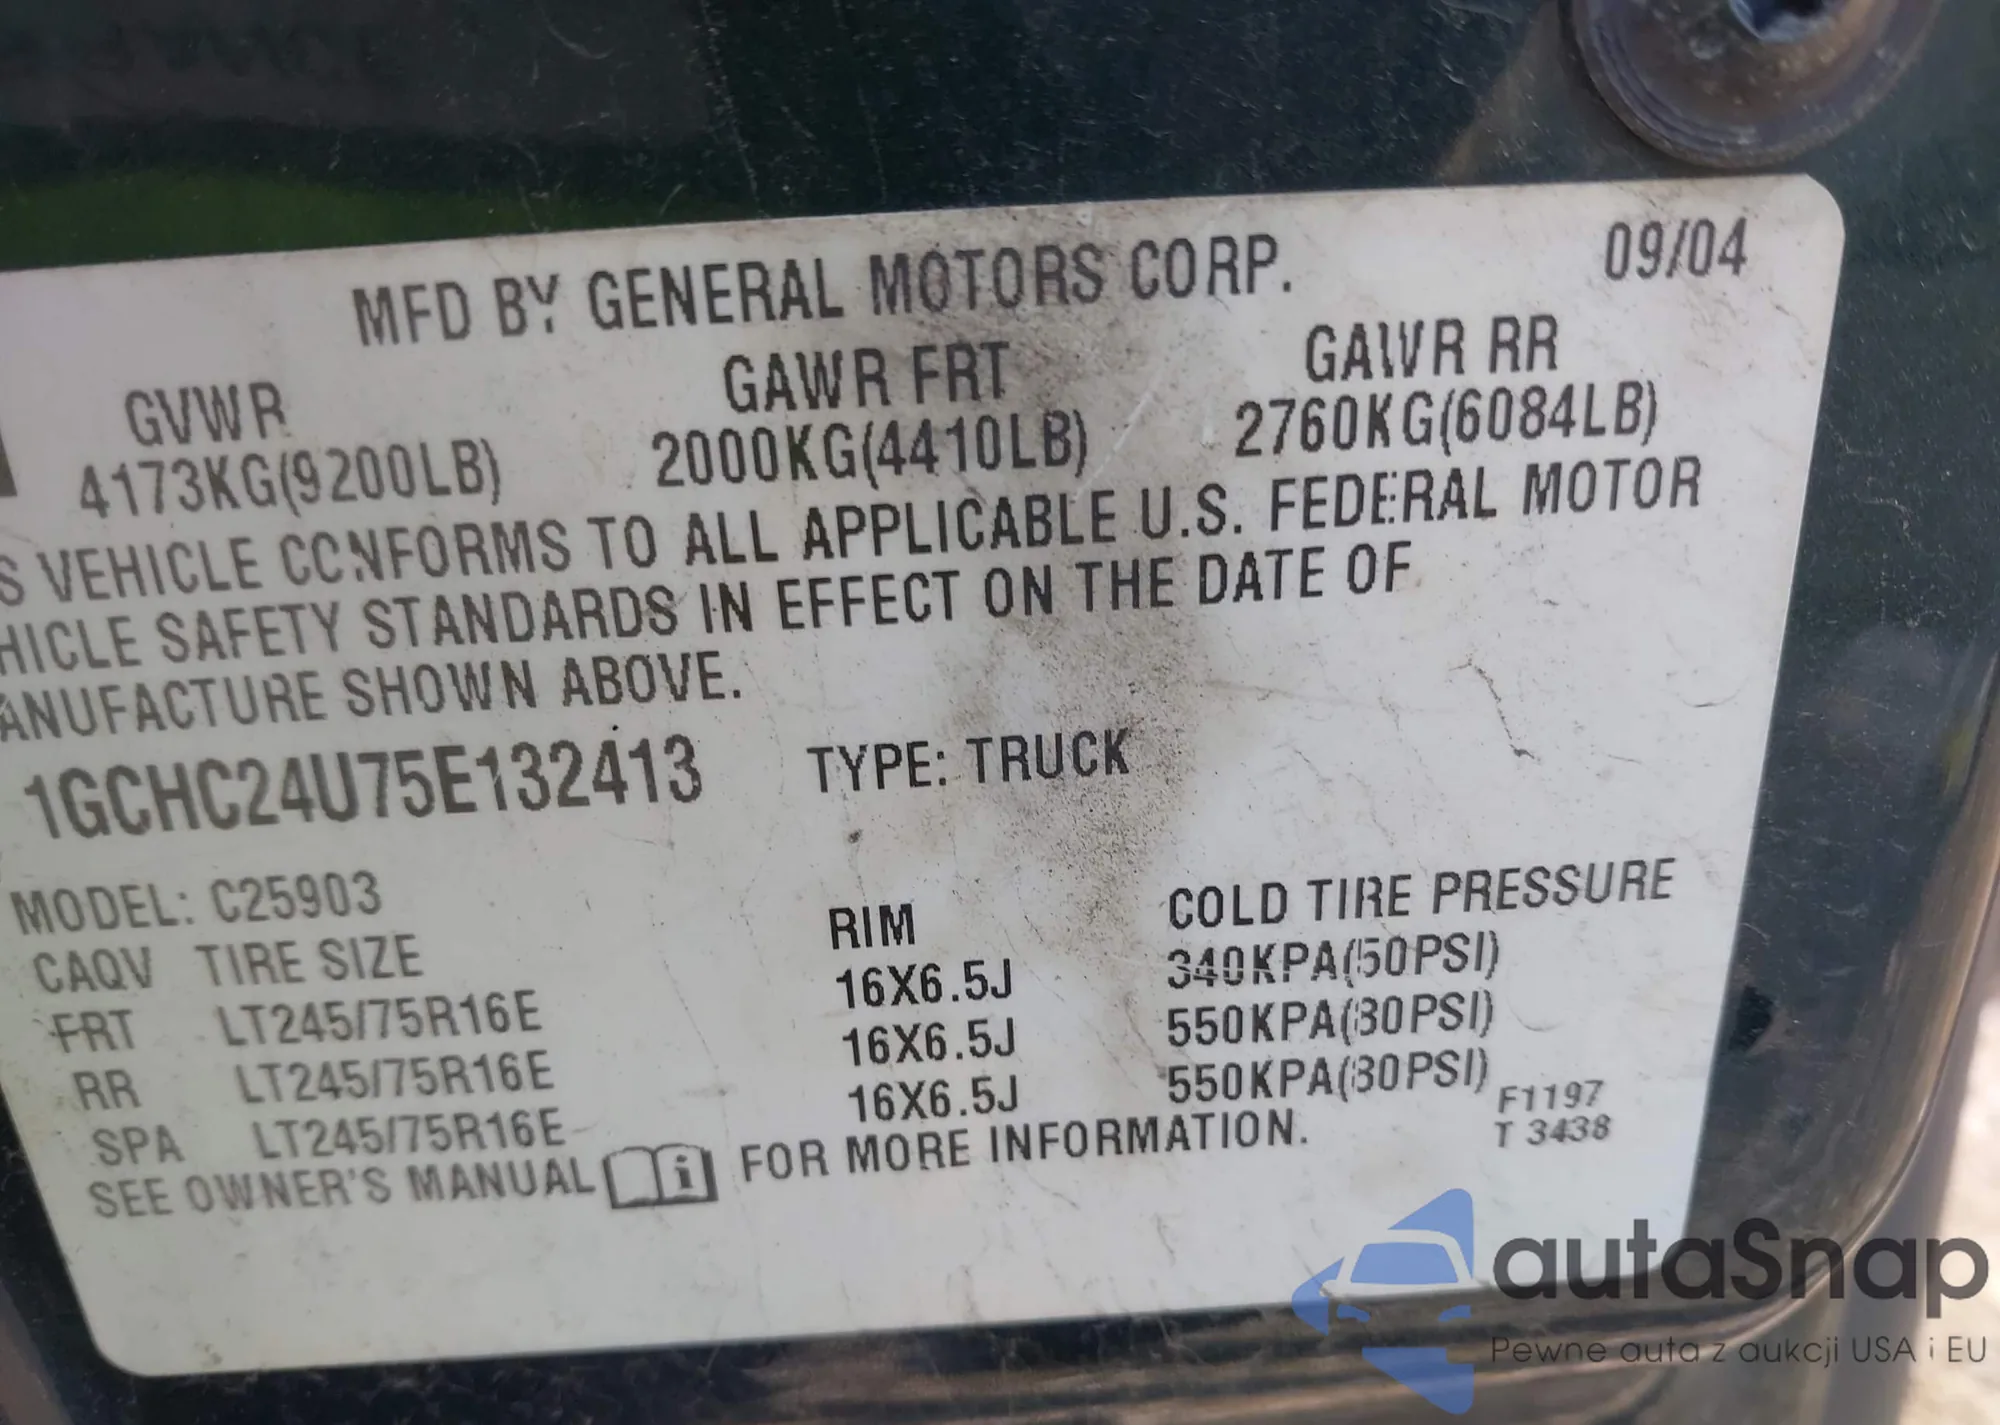 MFD BY GENERAL MOTORS CORP. 09/04
GVWR GAWR FRT GAWR RR
4173KG(9200LB) 2000KG(4410LB) 2760KG(6084LB)
S VEHICLE CONFORMS TO ALL APPLICABLE U.S. FEDERAL MOTOR
HICLE SAFETY STANDARDS IN EFFECT ON THE DATE OF
ANUFACTURE SHOWN ABOVE.
1GCHC24U75E132413 TYPE: TRUCK
MODEL: C25903
CAQV TIRE SIZE RIM COLD TIRE PRESSURE
FRT LT245/75R16E 16X6.5J 340KPA(50PSI)
RR LT245/75R16E 16X6.5J 550KPA(80PSI)
SPA LT245/75R16E 16X6.5J 550KPA(80PSI)
SEE OWNER'S MANUAL i FOR MORE INFORMATION.
F1197
T 3438
autaSnap
Pewne auta z aukcji USA i EU